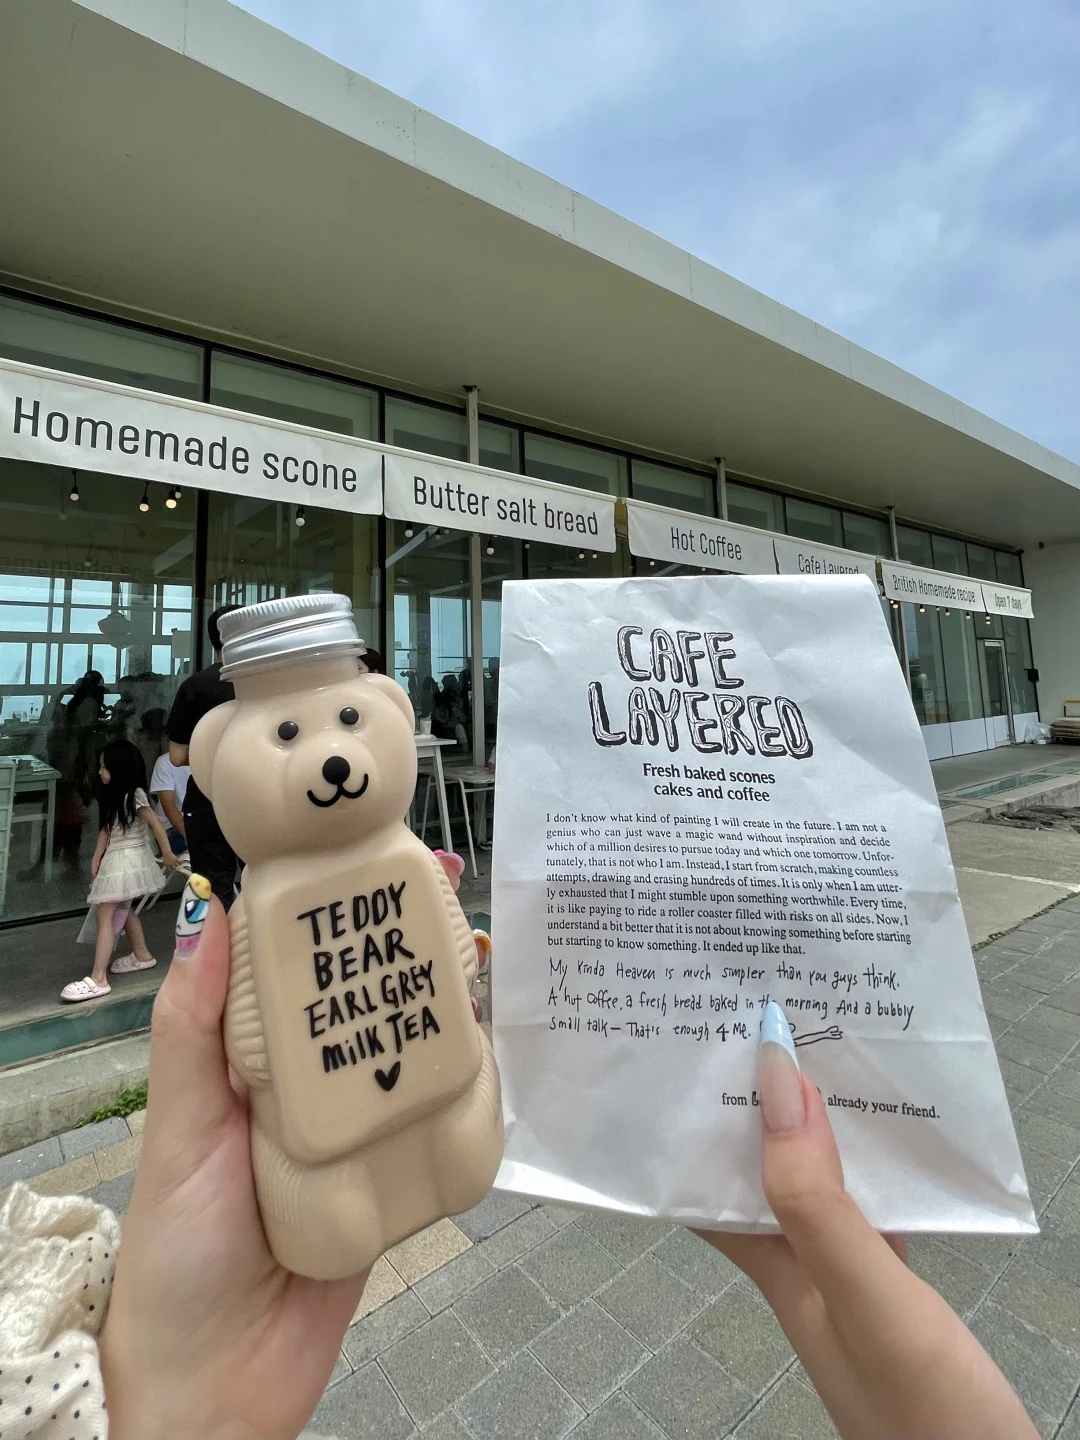 Homemade scone
Butter salt bread
Hot Coffee
Cafe Layered
British Homemade recipe
Open 7 days
TEDDY
BEAR
EARL GREY
milk TEA
CAFE
LAYERED
Fresh baked scones
cakes and coffee
I don't know what kind of painting I will create in the future. I am not a
genius who can just wave a magic wand without inspiration and decide
which of a million desires to pursue today and which one tomorrow. Unfor-
tunately, that is not who I am. Instead, I start from scratch, making countless
attempts, drawing and erasing hundreds of times. It is only when I am utter-
ly exhausted that I might stumble upon something worthwhile. Every time,
it is like paying to ride a roller coaster filled with risks on all sides. Now, I
understand a bit better that it is not about knowing something before starting
but starting to know something. It ended up like that.
My kinda Heaven is much simpler than you guys think.
A hot coffee, a fresh bread baked in the morning And a bubbly
small talk – That's enough 4 Me.
from already your friend.